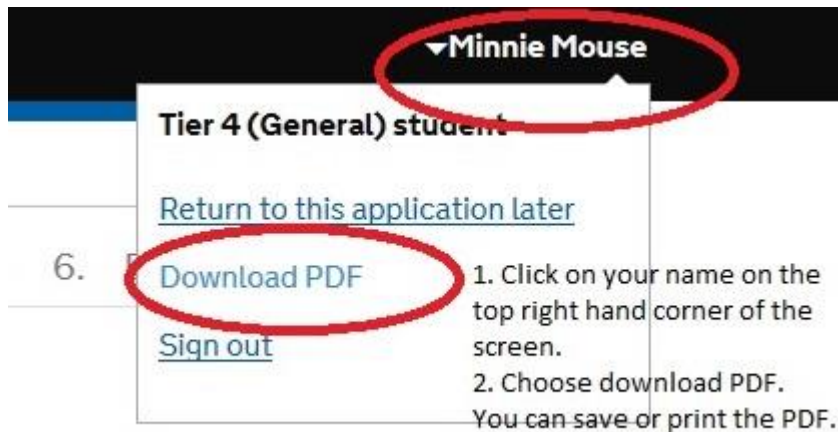 Minnie Mouse
Tier 4 (General) student
Return to this application later
6.
Download PDF
Sign out
1. Click on your name on the
top right hand corner of the
screen.
2. Choose download PDF.
You can save or print the PDF.